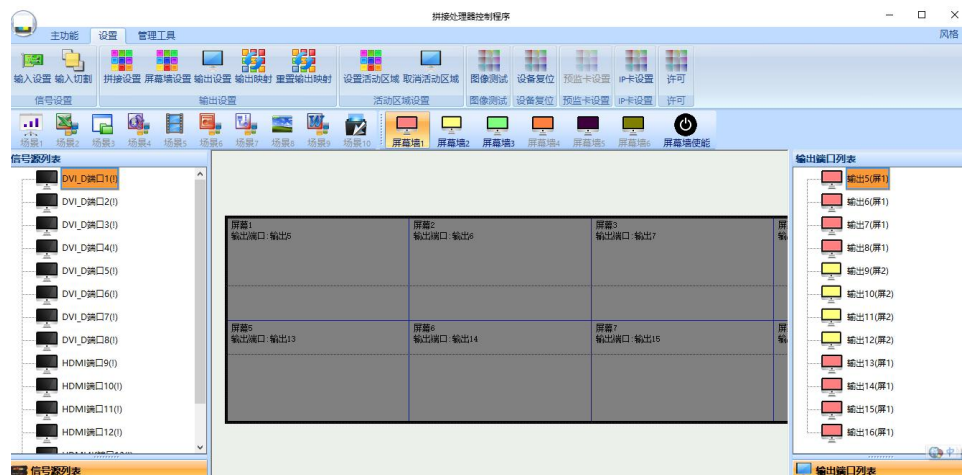 拼接处理器控制程序
主功能 设置 管理工具 风格
输入设置 输入切割 拼接设置 屏幕墙设置 输出设置 输出映射 重置输出映射 设置活动区域 取消活动区域 图像测试 设备复位 预监卡设置 IP卡设置 许可
信号设置 输出设置 活动区域设置 图像测试 设备复位 预监卡设置 IP卡设置 许可
场景1 场景2 场景3 场景4 场景5 场景6 场景7 场景8 场景9 场景10 屏幕墙1 屏幕墙2 屏幕墙3 屏幕墙4 屏幕墙5 屏幕墙6 屏幕墙使能
信号源列表
DVI_D端口1(!)
DVI_D端口2(!)
DVI_D端口3(!)
DVI_D端口4(!)
DVI_D端口5(!)
DVI_D端口6(!)
DVI_D端口7(!)
DVI_D端口8(!)
HDMI端口9(!)
HDMI端口10(!)
HDMI端口11(!)
HDMI端口12(!)
信号源列表
屏幕1 屏幕2 屏幕3 屏
输出端口:输出5 输出端口:输出6 输出端口:输出7 输
屏幕5 屏幕6 屏幕7 屏
输出端口:输出13 输出端口:输出14 输出端口:输出15 输
输出端口列表
输出5(屏1)
输出6(屏1)
输出7(屏1)
输出8(屏1)
输出9(屏2)
输出10(屏2)
输出11(屏2)
输出12(屏2)
输出13(屏1)
输出14(屏1)
输出15(屏1)
输出16(屏1)
中
输出端口列表